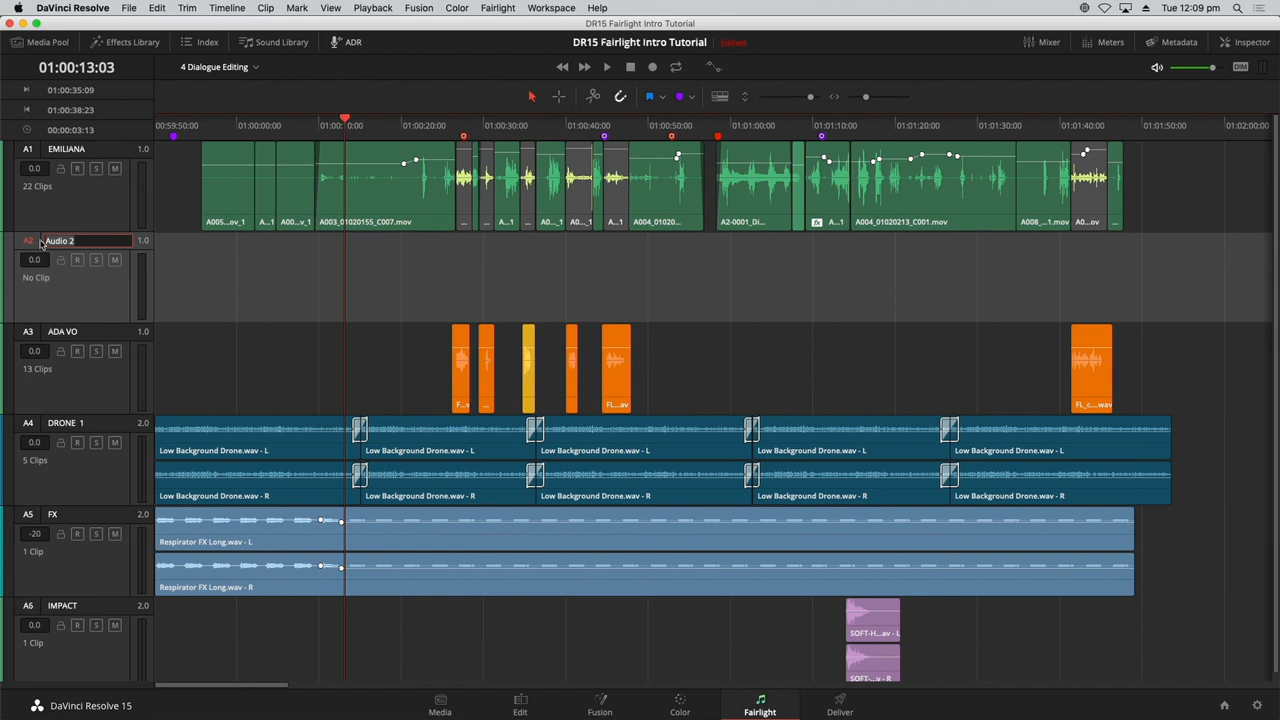 DaVinci Resolve File Edit Trim Timeline Clip Mark View Playback Fusion Color Fairlight Workspace Help Tue 12:09 pm
DR15 Fairlight Intro Tutorial
Media Pool Effects Library Index Sound Library ADR DR15 Fairlight Intro Tutorial Edited Mixer Meters Metadata Inspector
01:00:13:03 4 Dialogue Editing DIM
01:00:35:09
01:00:38:23
00:00:03:13
00:59:50:00 01:00:00:00 01:00:20:00 01:00:30:00 01:00:40:00 01:00:50:00 01:01:00:00 01:01:10:00 01:01:20:00 01:01:30:00 01:01:40:00 01:01:50:00 01:02:00:00
A1 EMILIANA 1.0
0.0 R S M
22 Clips
A005...ov_1 A...1 A00...v_1 A003_01020155_C007.mov ... A...1 A0..._1 A0...1 A004_01020... A2-0001_Di... fx A...1 A004_01020213_C001.mov A008_...1.mov A0...ov ...
A2 Audio 2 1.0
0.0 R S M
No Clip
A3 ADA VO 1.0
0.0 R S M
13 Clips
F...v ... FL...av FL_c....wav
A4 DRONE 1 2.0
0.0 R S M
5 Clips
Low Background Drone.wav - L Low Background Drone.wav - L Low Background Drone.wav - L Low Background Drone.wav - L Low Background Drone.wav - L
Low Background Drone.wav - R Low Background Drone.wav - R Low Background Drone.wav - R Low Background Drone.wav - R Low Background Drone.wav - R
A5 FX 2.0
-20 R S M
1 Clip
Respirator FX Long.wav - L
Respirator FX Long.wav - R
A6 IMPACT 2.0
0.0 R S M
1 Clip
SOFT-H...av - L
SOFT-...v - R
DaVinci Resolve 15 Media Edit Fusion Color Fairlight Deliver